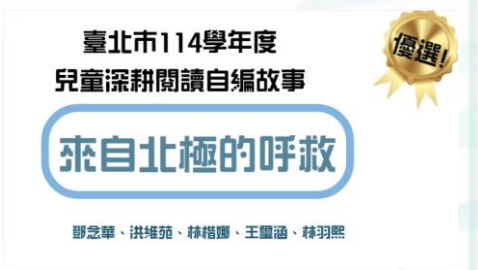 臺北市114學年度
優選!
兒童深耕閱讀自編故事
來自北極的呼救
鄧念華、洪維苑、林楷娜、王璽涵、林羽熙